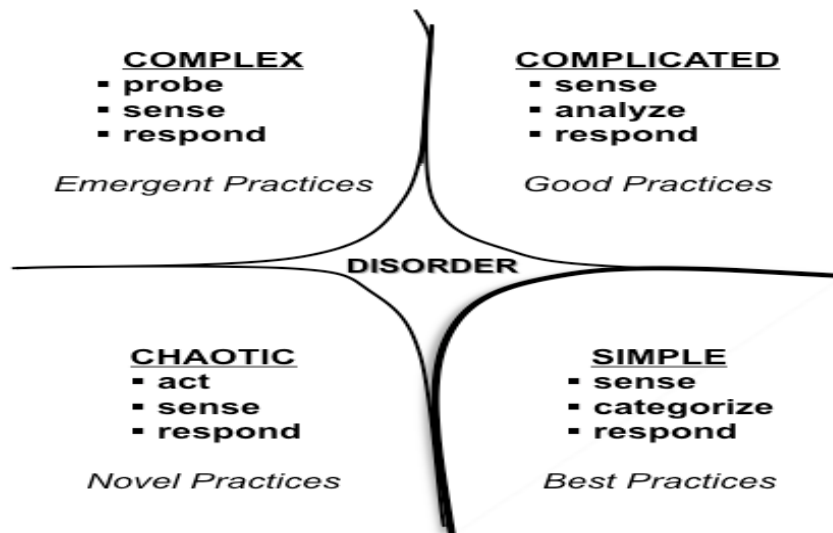 COMPLEX
▪ probe
▪ sense
▪ respond
Emergent Practices
COMPLICATED
▪ sense
▪ analyze
▪ respond
Good Practices
DISORDER
CHAOTIC
▪ act
▪ sense
▪ respond
Novel Practices
SIMPLE
▪ sense
▪ categorize
▪ respond
Best Practices